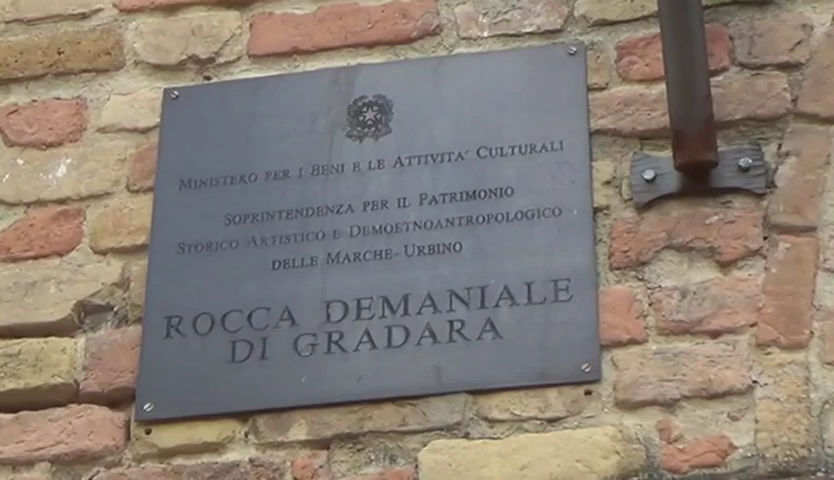 MINISTERO PER I BENI E LE ATTIVITA' CULTURALI
SOPRINTENDENZA PER IL PATRIMONIO
STORICO ARTISTICO E DEMOETNOANTROPOLOGICO
DELLE MARCHE-URBINO
ROCCA DEMANIALE
DI GRADARA